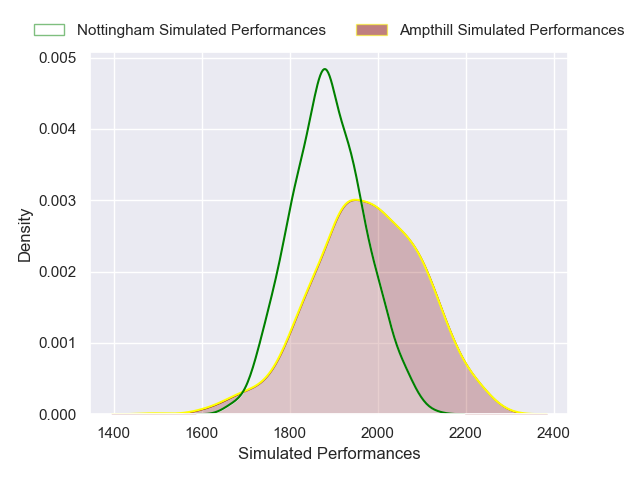 Nottingham Simulated Performances
Ampthill Simulated Performances
0.005
0.004
0.003
0.002
0.001
0.000
Density
1400 1600 1800 2000 2200 2400
Simulated Performances